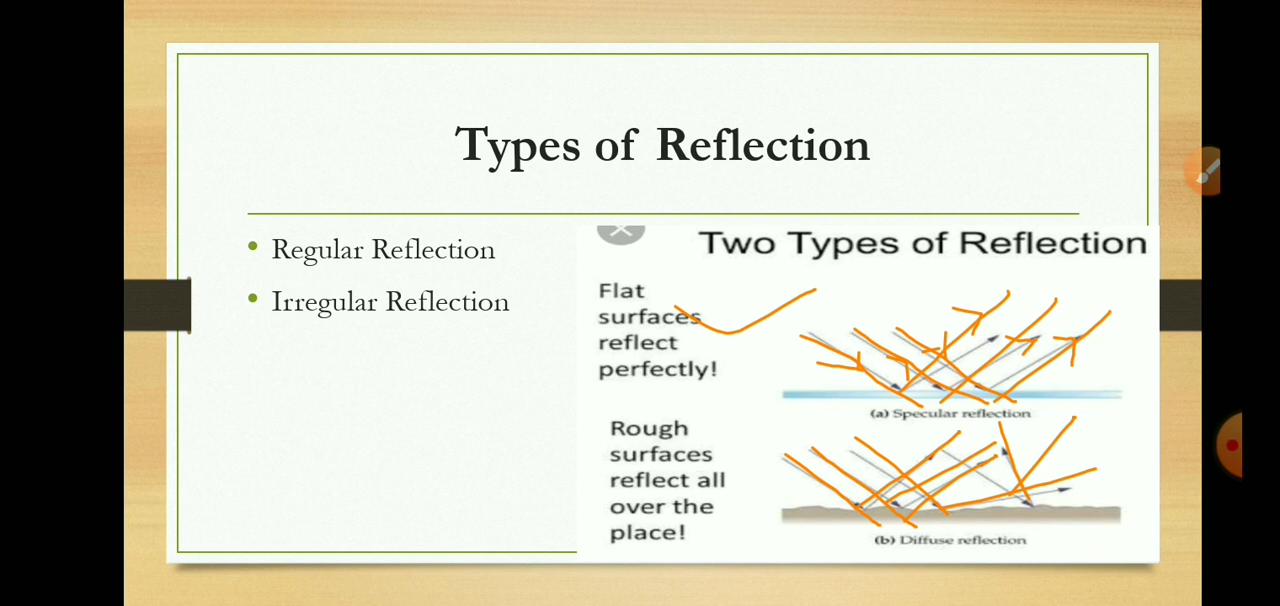 Types of Reflection
Regular Reflection
Irregular Reflection
Two Types of Reflection
Flat
surfaces
reflect
perfectly!
(a) Specular reflection
Rough
surfaces
reflect all
over the
place!
(b) Diffuse reflection